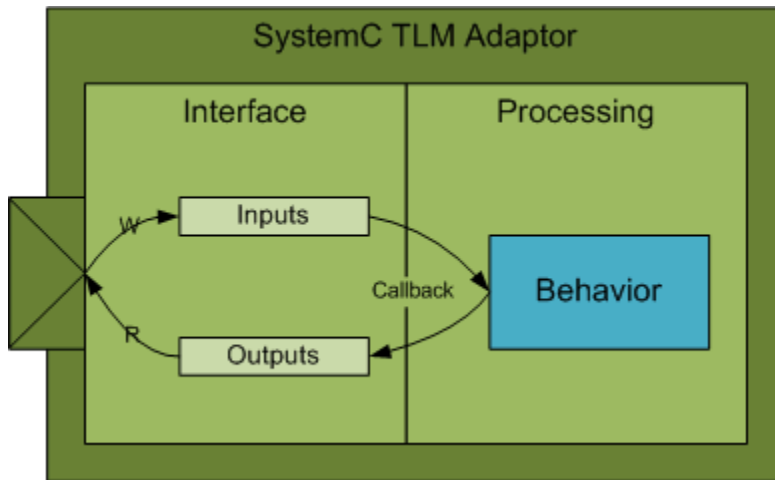 SystemC TLM Adaptor
Interface
Processing
W
Inputs
Callback
Behavior
R
Outputs